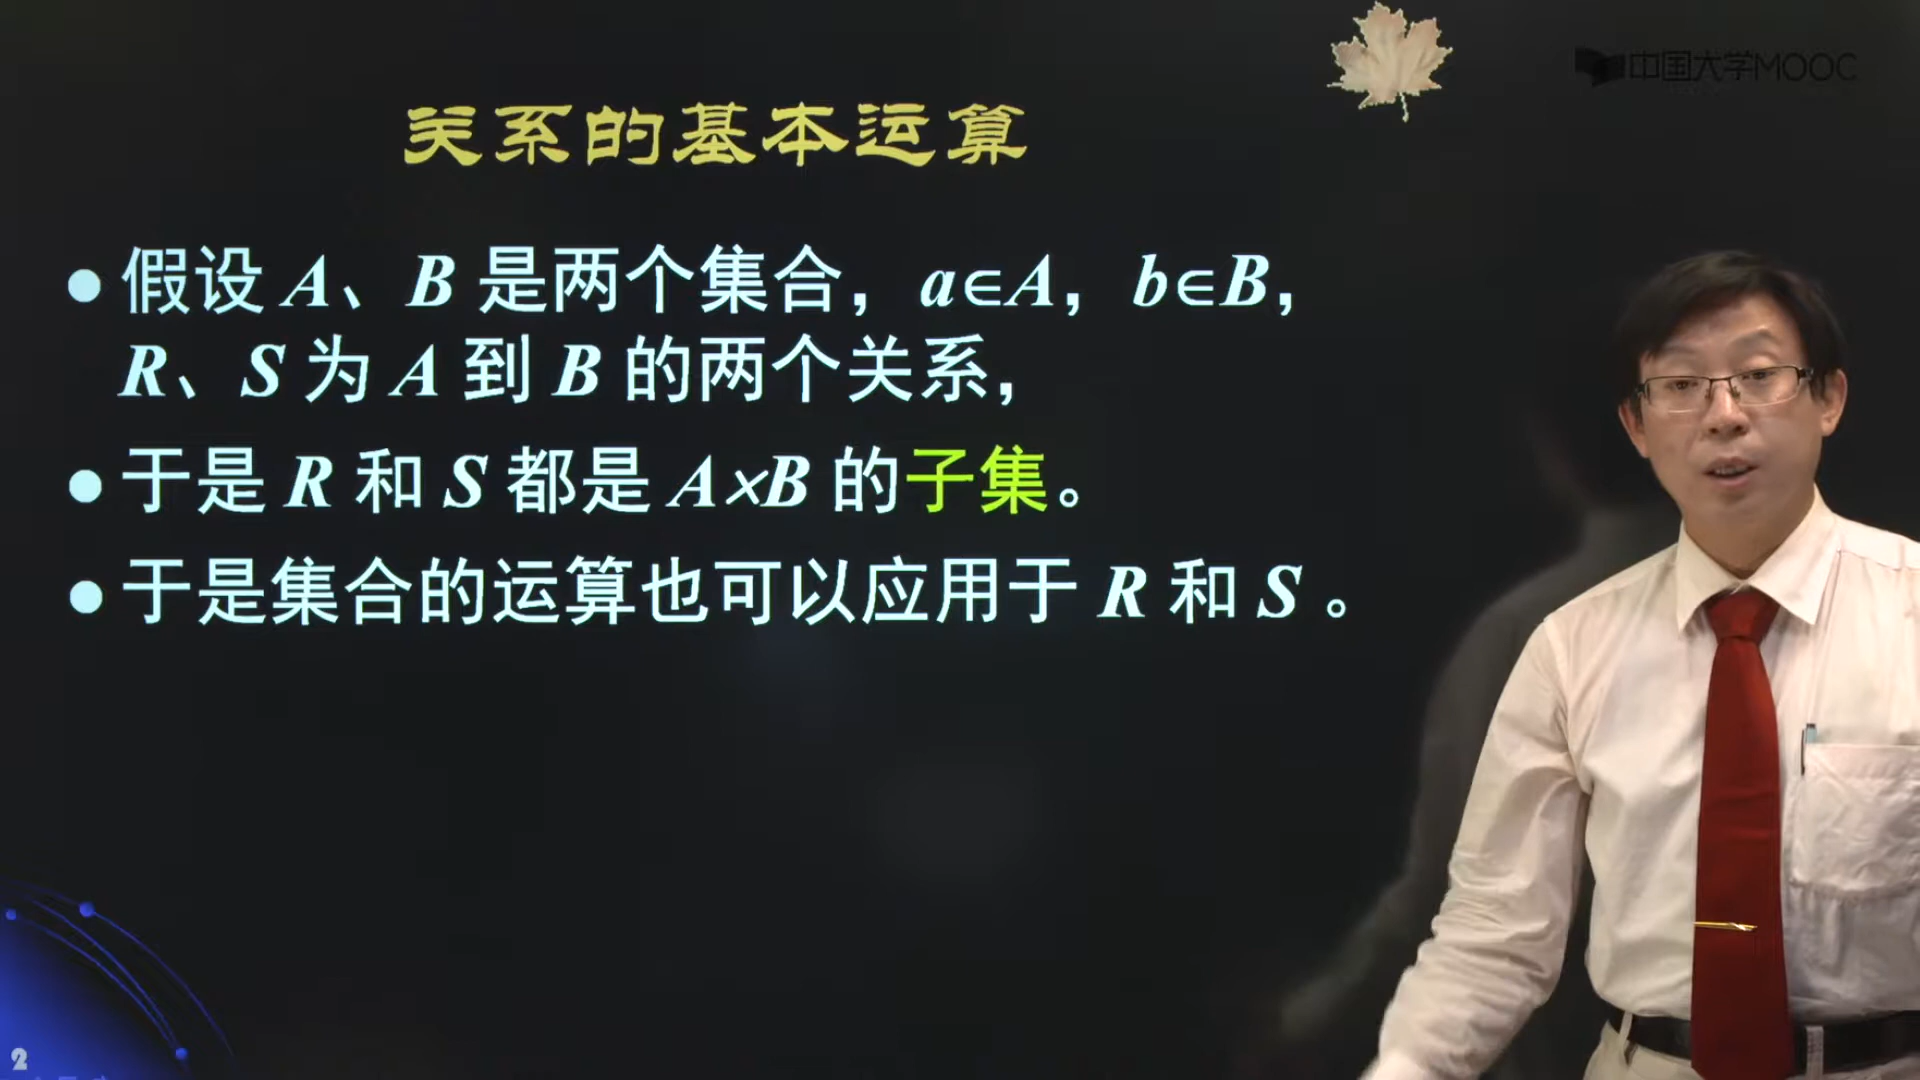 中国大学MOOC
关系的基本运算
● 假设 A、B 是两个集合，a∈A，b∈B，
R、S 为 A 到 B 的两个关系，
● 于是 R 和 S 都是 A×B 的子集。
● 于是集合的运算也可以应用于 R 和 S 。
2